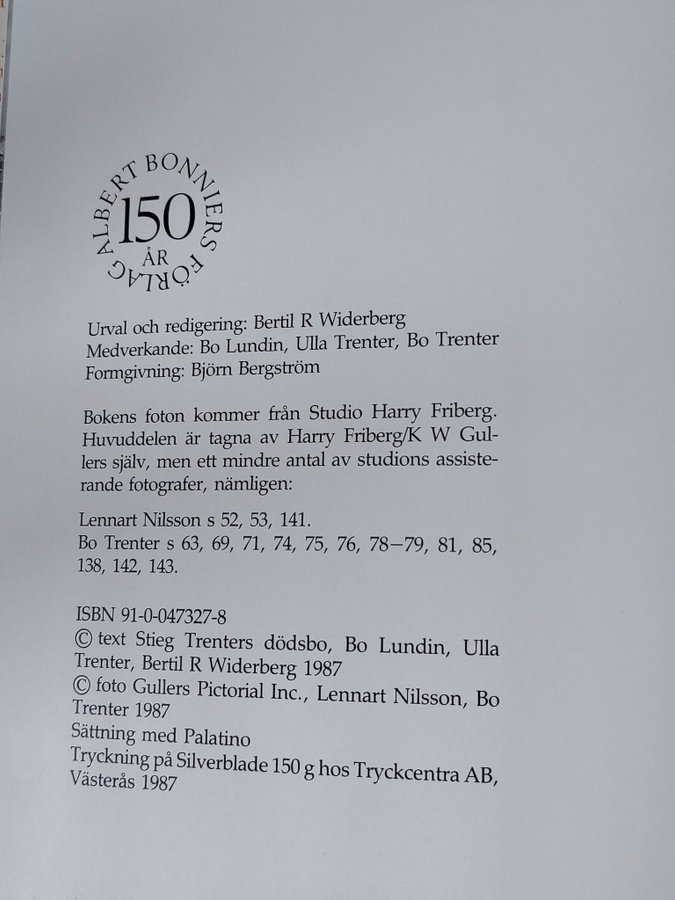 ALBERT BONNIERS FÖRLAG
150
ÅR
Urval och redigering: Bertil R Widerberg
Medverkande: Bo Lundin, Ulla Trenter, Bo Trenter
Formgivning: Björn Bergström
Bokens foton kommer från Studio Harry Friberg.
Huvuddelen är tagna av Harry Friberg/K W Gul-
lers själv, men ett mindre antal av studions assiste-
rande fotografer, nämligen:
Lennart Nilsson s 52, 53, 141.
Bo Trenter s 63, 69, 71, 74, 75, 76, 78–79, 81, 85,
138, 142, 143.
ISBN 91-0-047327-8
© text Stieg Trenters dödsbo, Bo Lundin, Ulla
Trenter, Bertil R Widerberg 1987
© foto Gullers Pictorial Inc., Lennart Nilsson, Bo
Trenter 1987
Sättning med Palatino
Tryckning på Silverblade 150 g hos Tryckcentra AB,
Västerås 1987